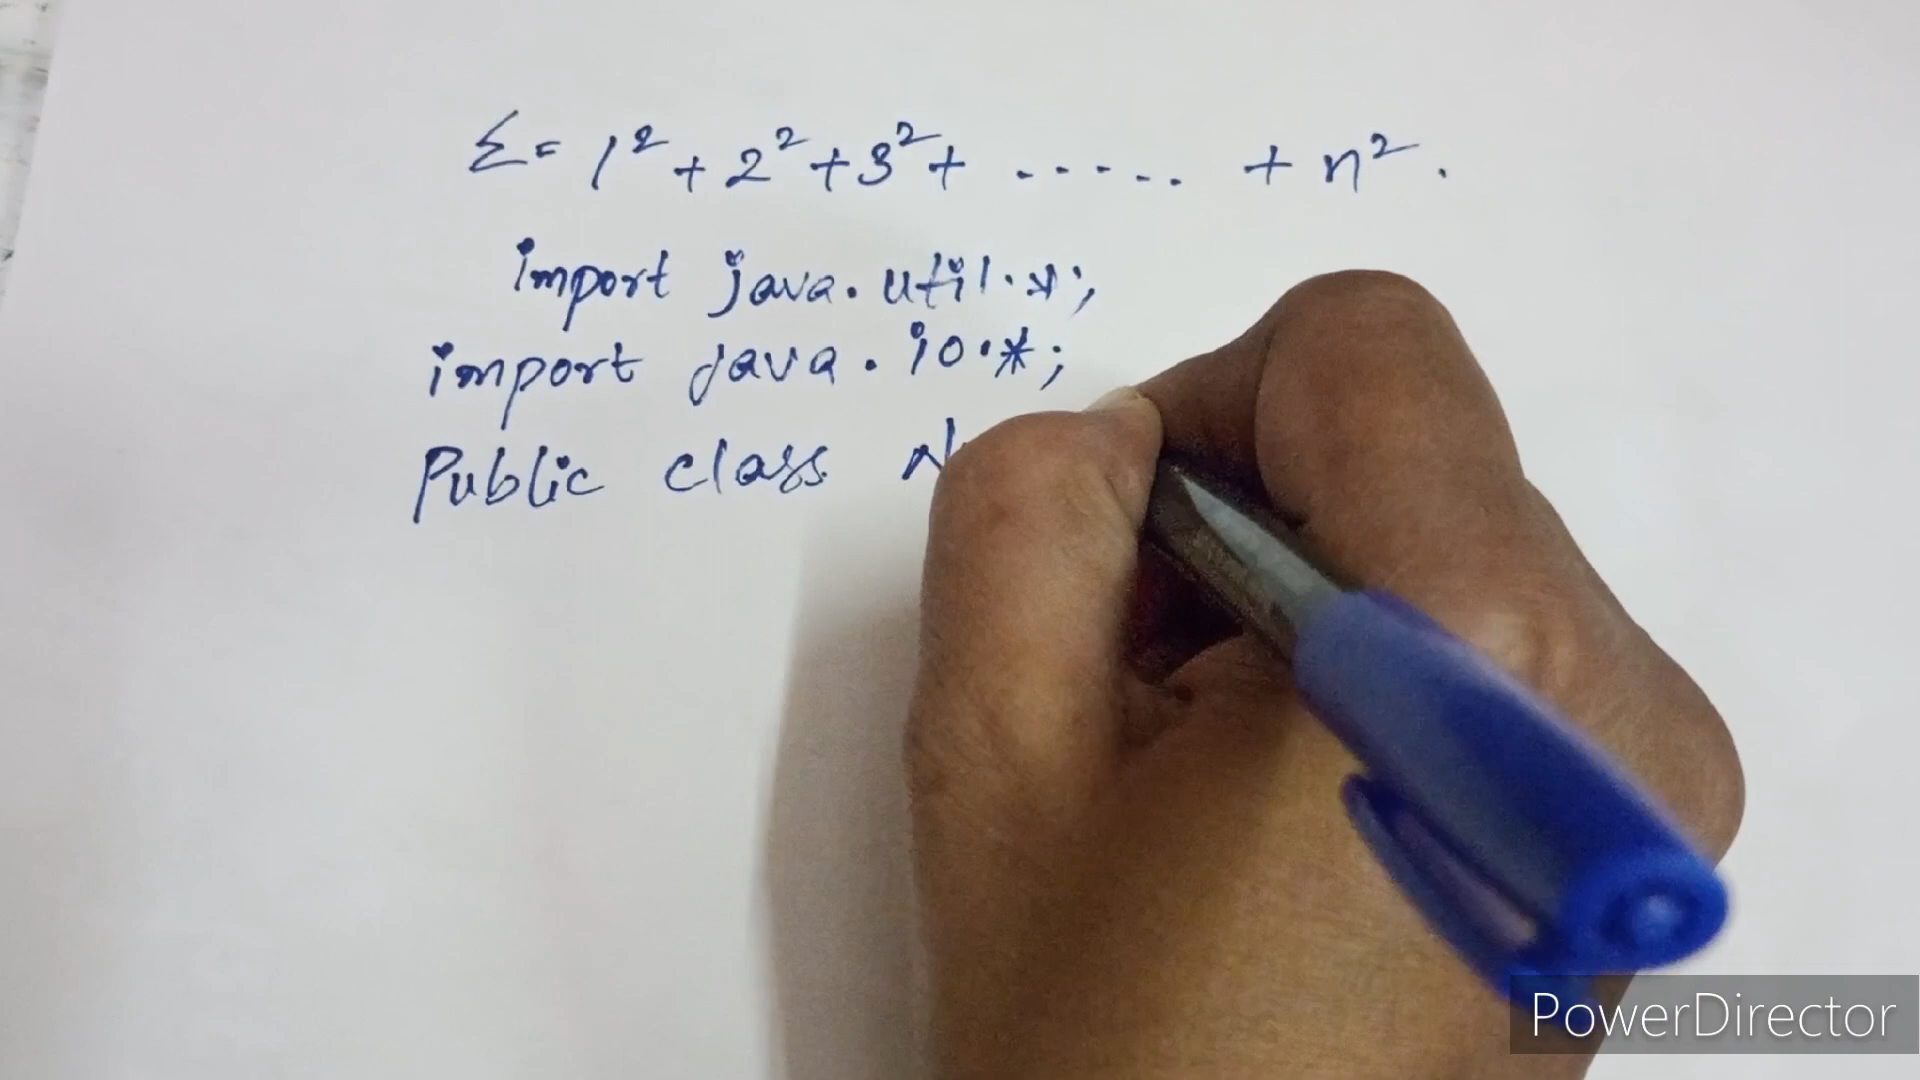 Σ = 1² + 2² + 3² + ..... + n².
import java.util.*;
import java.io.*;
Public class
PowerDirector